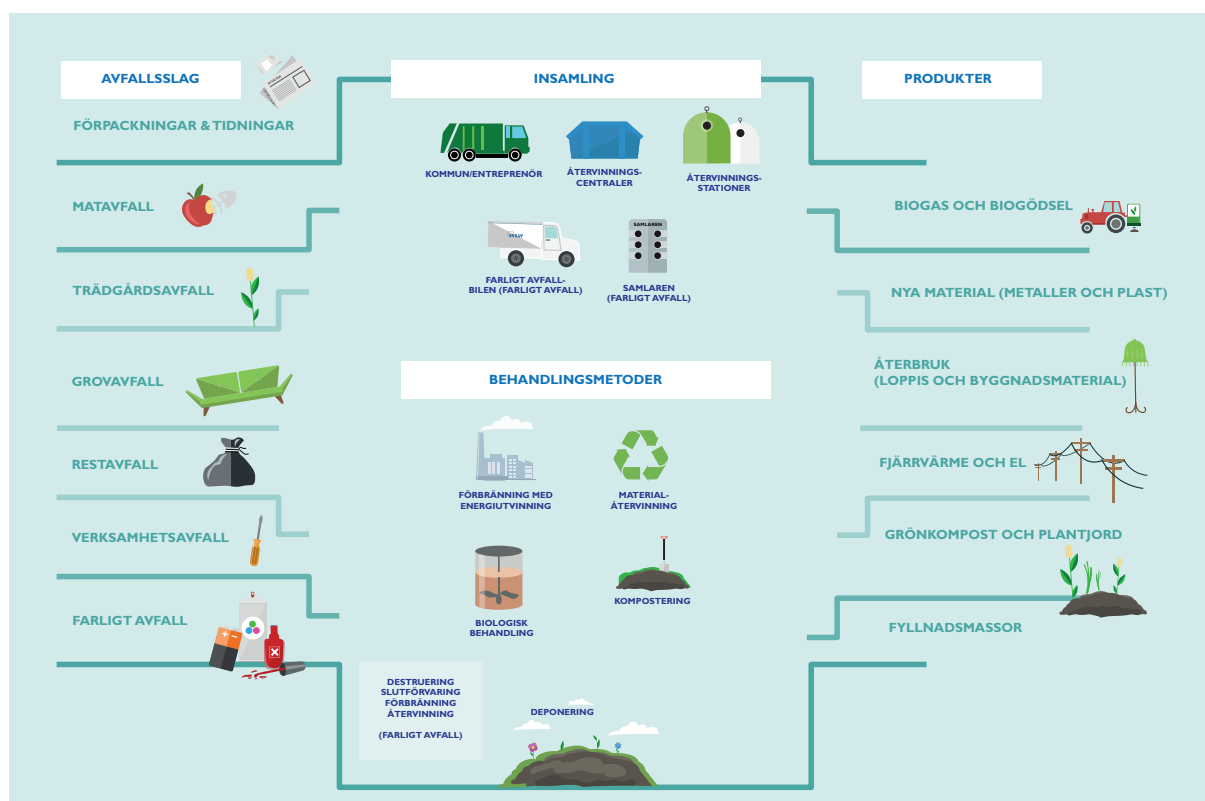 AVFALLSSLAG
FÖRPACKNINGAR & TIDNINGAR
MATAVFALL
TRÄDGÅRDSAVFALL
GROVAVFALL
RESTAVFALL
VERKSAMHETSAVFALL
FARLIGT AVFALL
INSAMLING
KOMMUN/ENTREPRENÖR
ÅTERVINNINGS-
CENTRALER
ÅTERVINNINGS-
STATIONER
FARLIGT AVFALL-
BILEN (FARLIGT AVFALL)
SAMLAREN
SAMLAREN
(FARLIGT AVFALL)
BEHANDLINGSMETODER
FÖRBRÄNNING MED
ENERGIUTVINNING
MATERIAL-
ÅTERVINNING
BIOLOGISK
BEHANDLING
KOMPOSTERING
DESTRUERING
SLUTFÖRVARING
FÖRBRÄNNING
ÅTERVINNING
(FARLIGT AVFALL)
DEPONERING
PRODUKTER
BIOGAS OCH BIOGÖDSEL
NYA MATERIAL (METALLER OCH PLAST)
ÅTERBRUK
(LOPPIS OCH BYGGNADSMATERIAL)
FJÄRRVÄRME OCH EL
GRÖNKOMPOST OCH PLANTJORD
FYLLNADSMASSOR